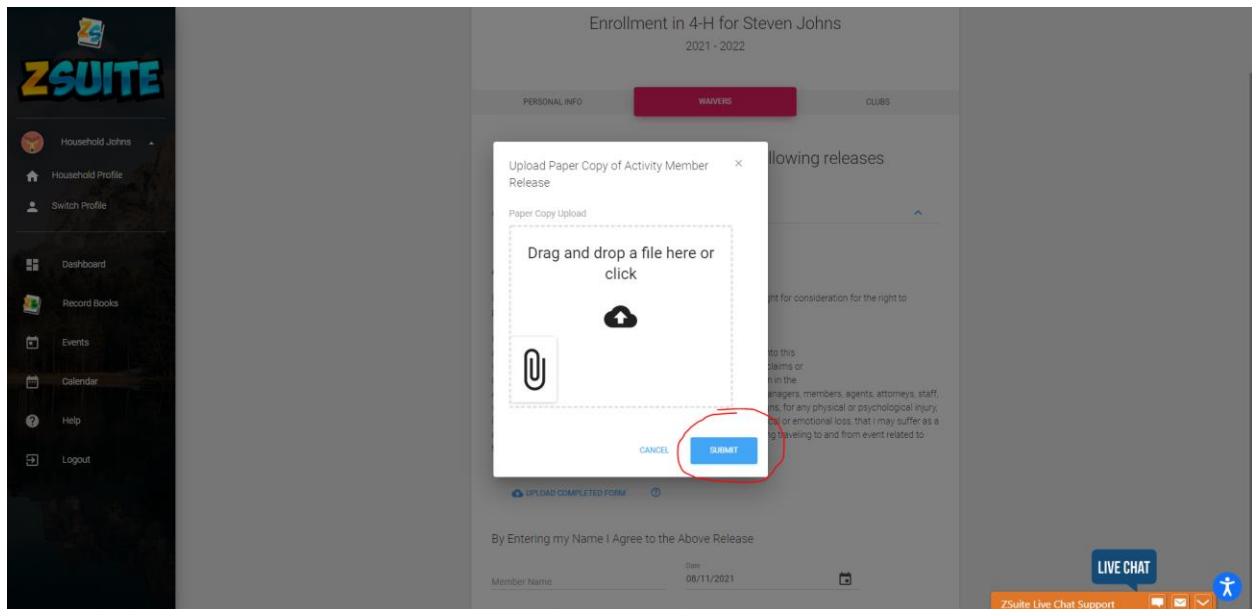 ZSUITE
Household Johns
Household Profile
Switch Profile
Dashboard
Record Books
Events
Calendar
Help
Logout
Enrollment in 4-H for Steven Johns
2021 - 2022
PERSONAL INFO
WAIVERS
CLUBS
llowing releases
Upload Paper Copy of Activity Member
Release
×
Paper Copy Upload
Drag and drop a file here or
click
CANCEL
SUBMIT
ght for consideration for the right to
nto this
claims or
n in the
anagers, members, agents, attorneys, staff,
ns, for any physical or psychological injury,
cal or emotional loss, that I may suffer as a
ng traveling to and from event related to
UPLOAD COMPLETED FORM
By Entering my Name I Agree to the Above Release
Member Name
Date
08/11/2021
LIVE CHAT
ZSuite Live Chat Support